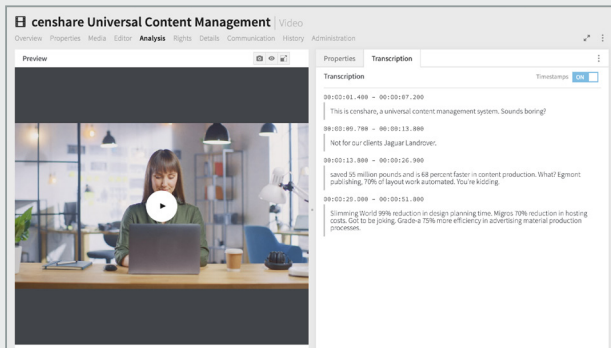 censhare Universal Content Management | Video
Overview Properties Media Editor Analysis Rights Details Communication History Administration
Preview
Properties Transcription
Transcription
Timestamps ON
00:00:01.400 - 00:00:07.200
This is censhare, a universal content management system. Sounds boring?
00:00:09.700 - 00:00:13.800
Not for our clients Jaguar Landrover.
00:00:13.800 - 00:00:26.900
saved 55 million pounds and is 68 percent faster in content production. What? Egmont
publishing, 70% of layout work automated. You're kidding.
00:00:28.000 - 00:00:51.800
Slimming World 99% reduction in design planning time. Migros 70% reduction in hosting
costs. Got to be joking, Grade-a 75% more efficiency in advertising material production
processes.